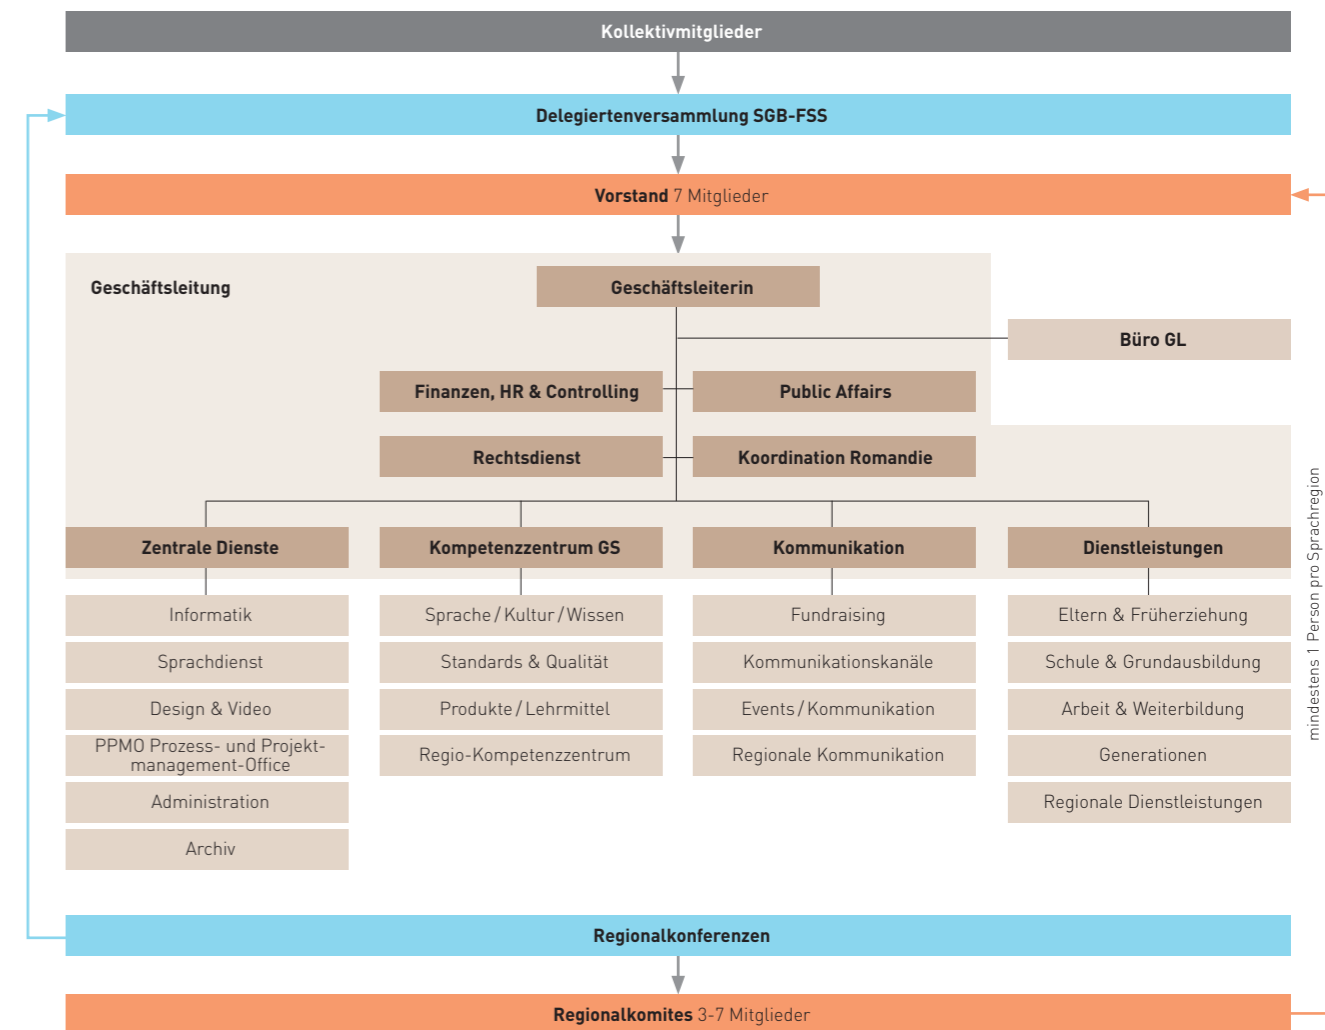 Kollektivmitglieder
Delegiertenversammlung SGB-FSS
Vorstand 7 Mitglieder
Geschäftsleitung
Geschäftsleiterin
Büro GL
Finanzen, HR & Controlling
Public Affairs
Rechtsdienst
Koordination Romandie
Zentrale Dienste
Kompetenzzentrum GS
Kommunikation
Dienstleistungen
Informatik
Sprachdienst
Design & Video
PPMO Prozess- und Projekt-
management-Office
Administration
Archiv
Sprache / Kultur / Wissen
Standards & Qualität
Produkte / Lehrmittel
Regio-Kompetenzzentrum
Fundraising
Kommunikationskanäle
Events / Kommunikation
Regionale Kommunikation
Eltern & Früherziehung
Schule & Grundausbildung
Arbeit & Weiterbildung
Generationen
Regionale Dienstleistungen
mindestens 1 Person pro Sprachregion
Regionalkonferenzen
Regionalkomites 3-7 Mitglieder